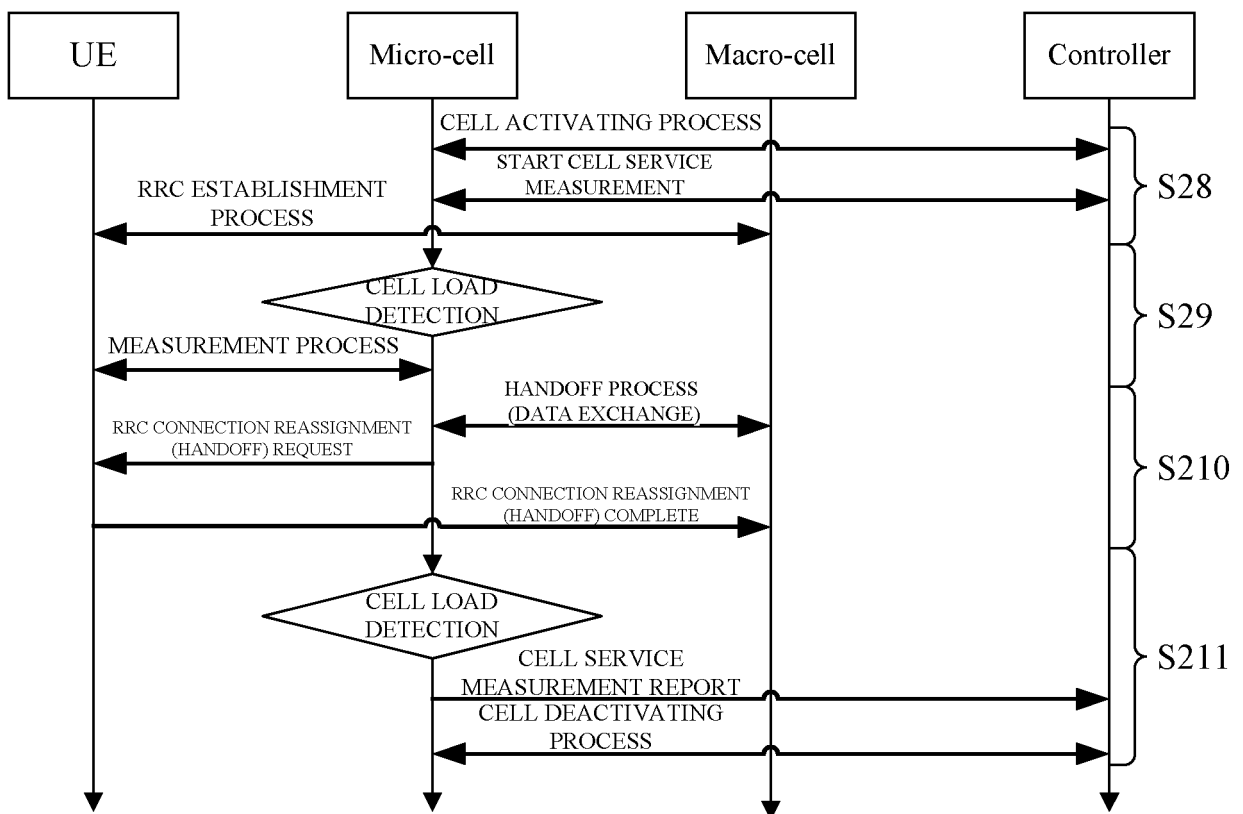 UE
Micro-cell
Macro-cell
Controller
CELL ACTIVATING PROCESS
START CELL SERVICE
MEASUREMENT
S28
RRC ESTABLISHMENT
PROCESS
CELL LOAD
DETECTION
S29
MEASUREMENT PROCESS
HANDOFF PROCESS
(DATA EXCHANGE)
RRC CONNECTION REASSIGNMENT
(HANDOFF) REQUEST
S210
RRC CONNECTION REASSIGNMENT
(HANDOFF) COMPLETE
CELL LOAD
DETECTION
S211
CELL SERVICE
MEASUREMENT REPORT
CELL DEACTIVATING
PROCESS